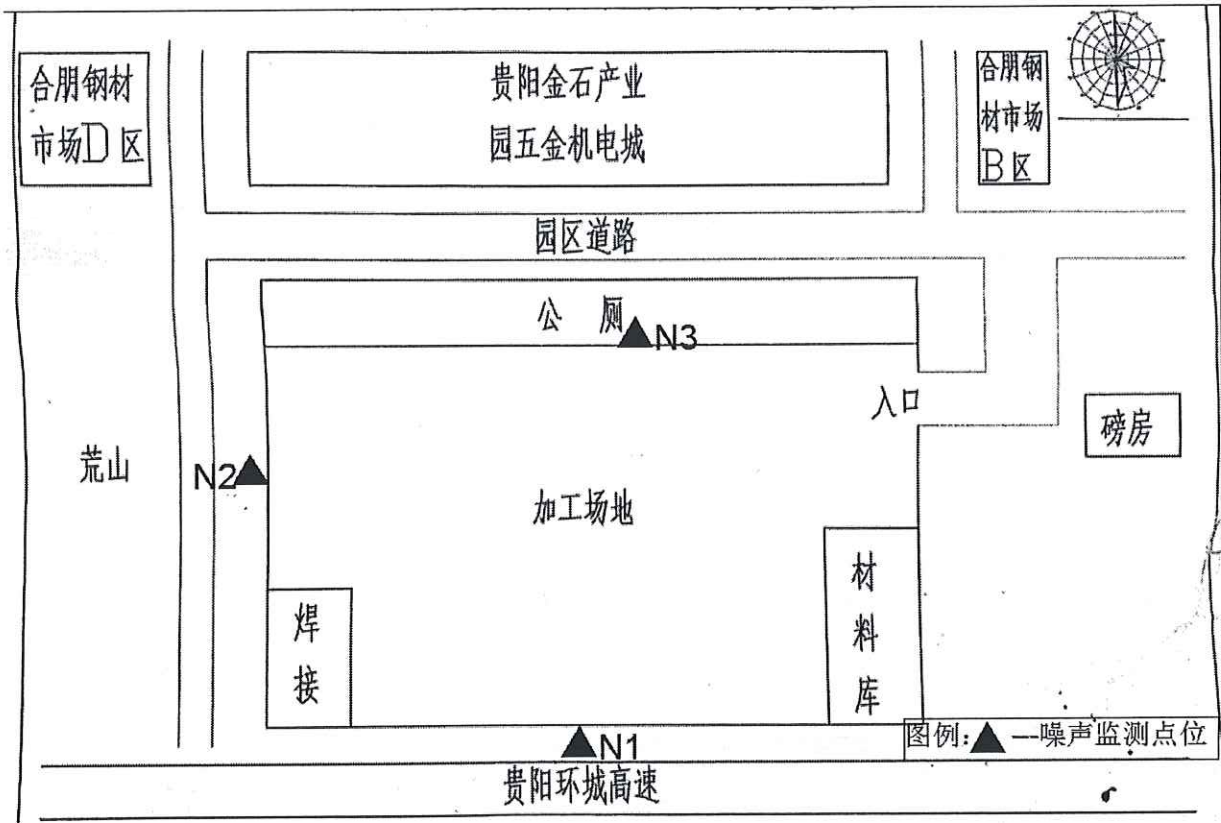 合朋钢材
市场D区
贵阳金石产业
园五金机电城
合朋钢
材市场
B区
园区道路
公厕
N3
入口
磅房
荒山
N2
加工场地
焊
接
材
料
库
N1
图例:▲—噪声监测点位
贵阳环城高速